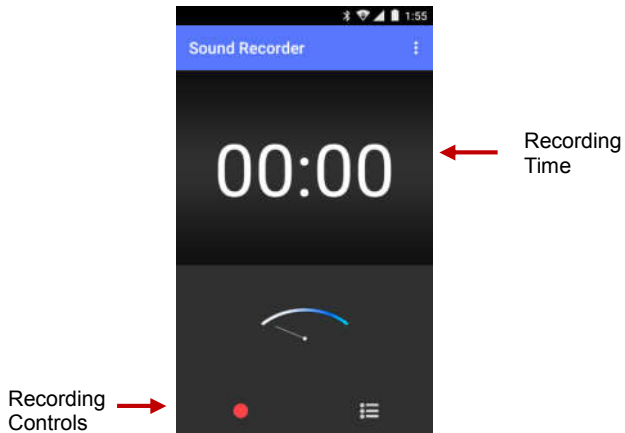 1:55
Sound Recorder
00:00
Recording
Time
Recording
Controls